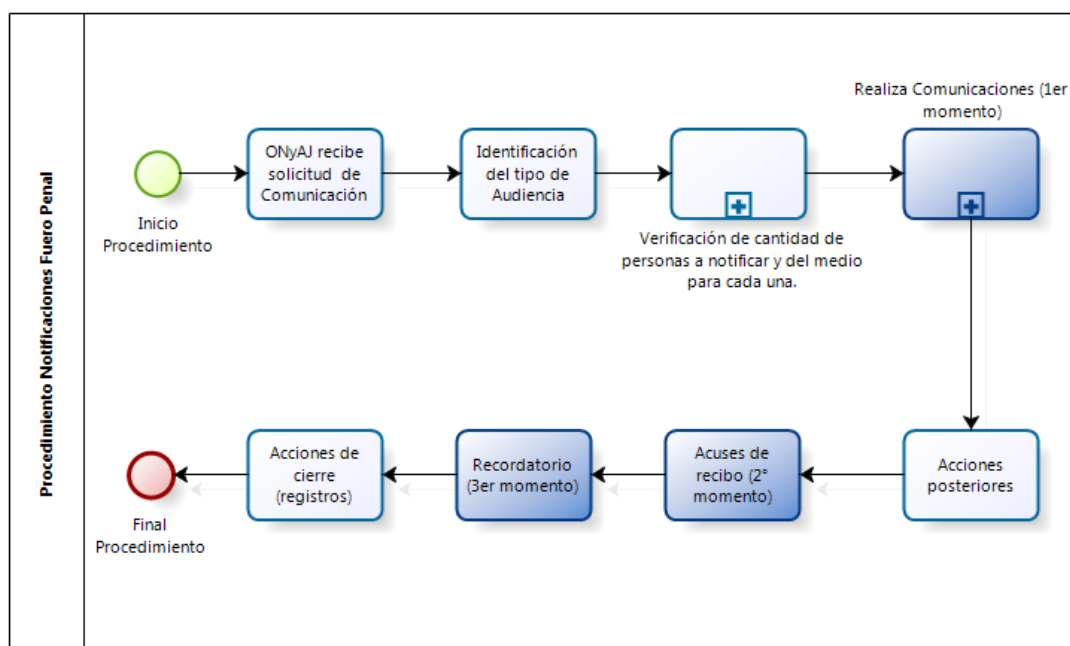 Procedimiento Notificaciones Fuero Penal
Inicio
Procedimiento
ONyAJ recibe
solicitud de
Comunicación
Identificación
del tipo de
Audiencia
Verificación de cantidad de
personas a notificar y del medio
para cada una.
Realiza Comunicaciones (1er
momento)
Acciones
posteriores
Acuses de
recibo (2°
momento)
Recordatorio
(3er momento)
Acciones de
cierre
(registros)
Final
Procedimiento